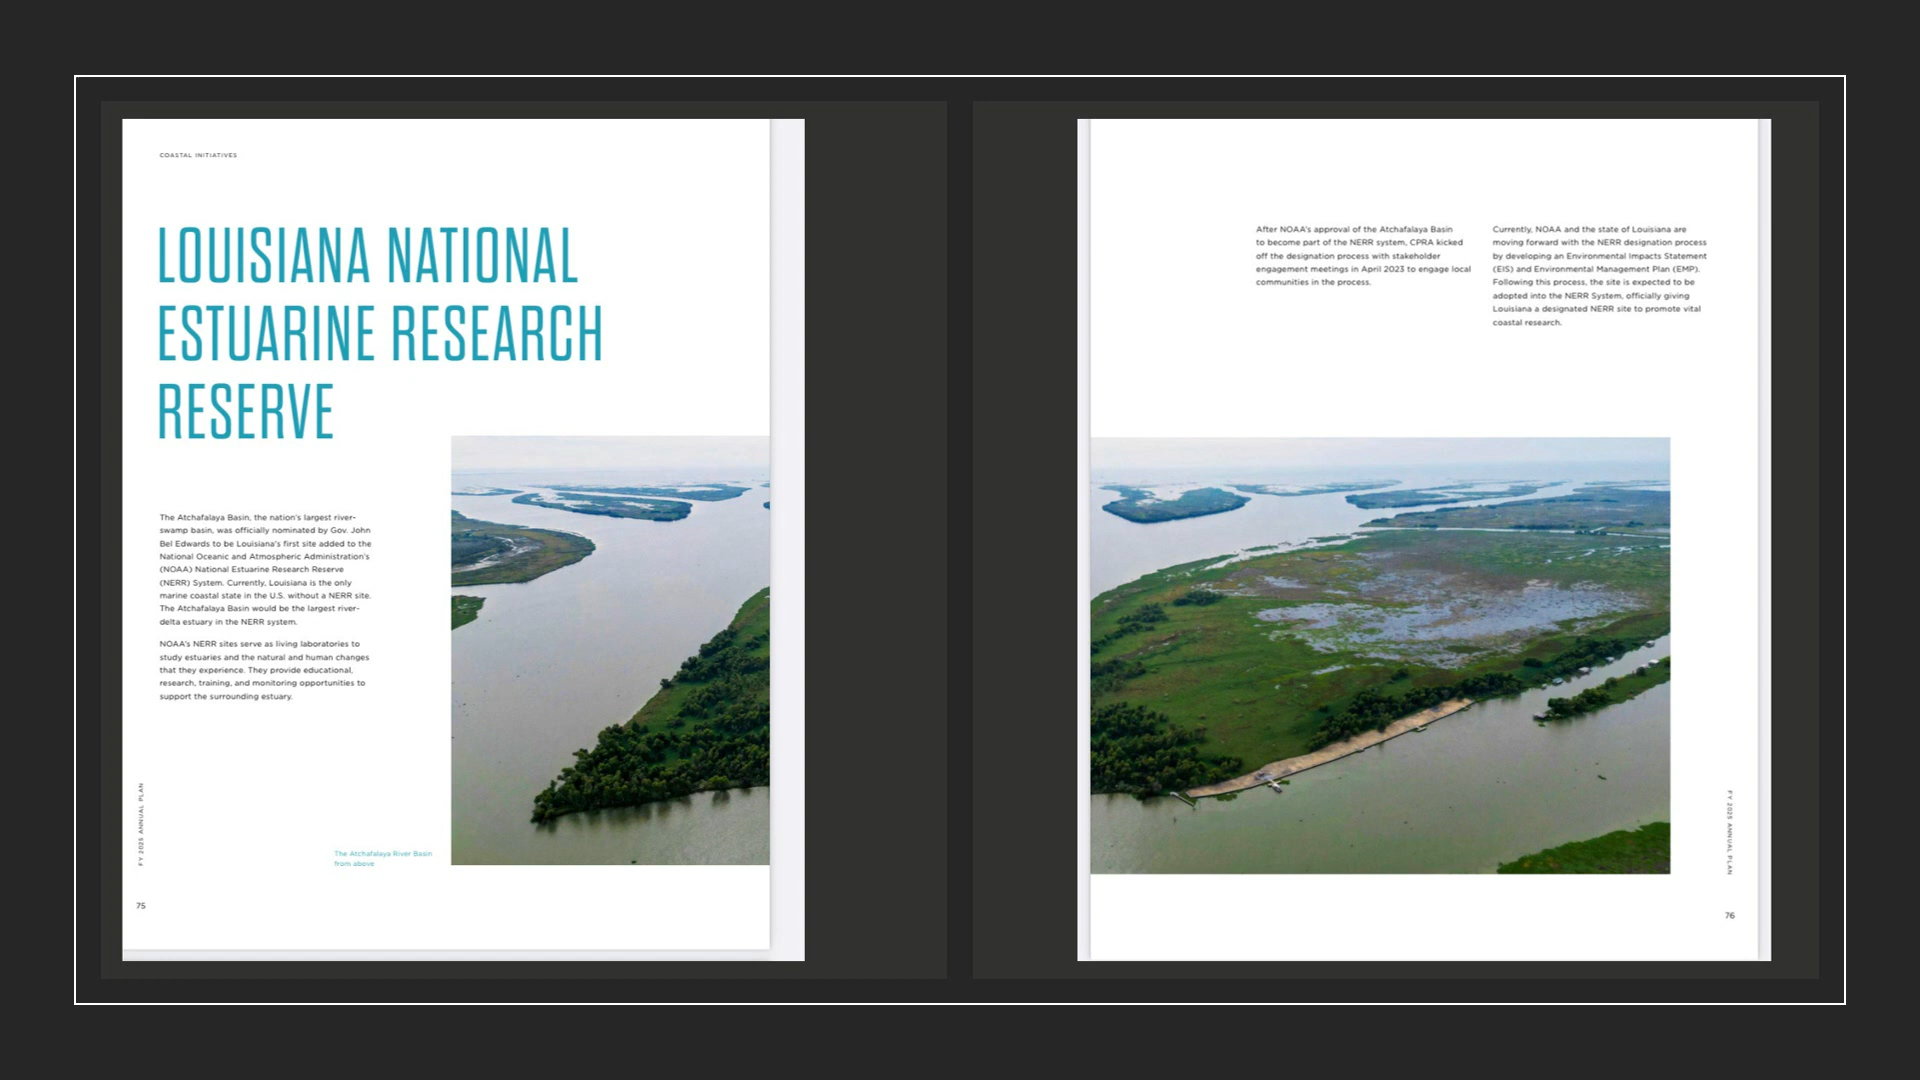 COASTAL INITIATIVES
LOUISIANA NATIONAL
ESTUARINE RESEARCH
RESERVE
The Atchafalaya Basin, the nation's largest river-
swamp basin, was officially nominated by Gov. John
Bel Edwards to be Louisiana's first site added to the
National Oceanic and Atmospheric Administration's
(NOAA) National Estuarine Research Reserve
(NERR) System. Currently, Louisiana is the only
marine coastal state in the U.S. without a NERR site.
The Atchafalaya Basin would be the largest river-
delta estuary in the NERR system.
NOAA's NERR sites serve as living laboratories to
study estuaries and the natural and human changes
that they experience. They provide educational,
research, training, and monitoring opportunities to
support the surrounding estuary.
The Atchafalaya River Basin
from above
FY 2025 ANNUAL PLAN
75
After NOAA's approval of the Atchafalaya Basin
to become part of the NERR system, CPRA kicked
off the designation process with stakeholder
engagement meetings in April 2023 to engage local
communities in the process.
Currently, NOAA and the state of Louisiana are
moving forward with the NERR designation process
by developing an Environmental Impacts Statement
(EIS) and Environmental Management Plan (EMP).
Following this process, the site is expected to be
adopted into the NERR System, officially giving
Louisiana a designated NERR site to promote vital
coastal research.
FY 2025 ANNUAL PLAN
76